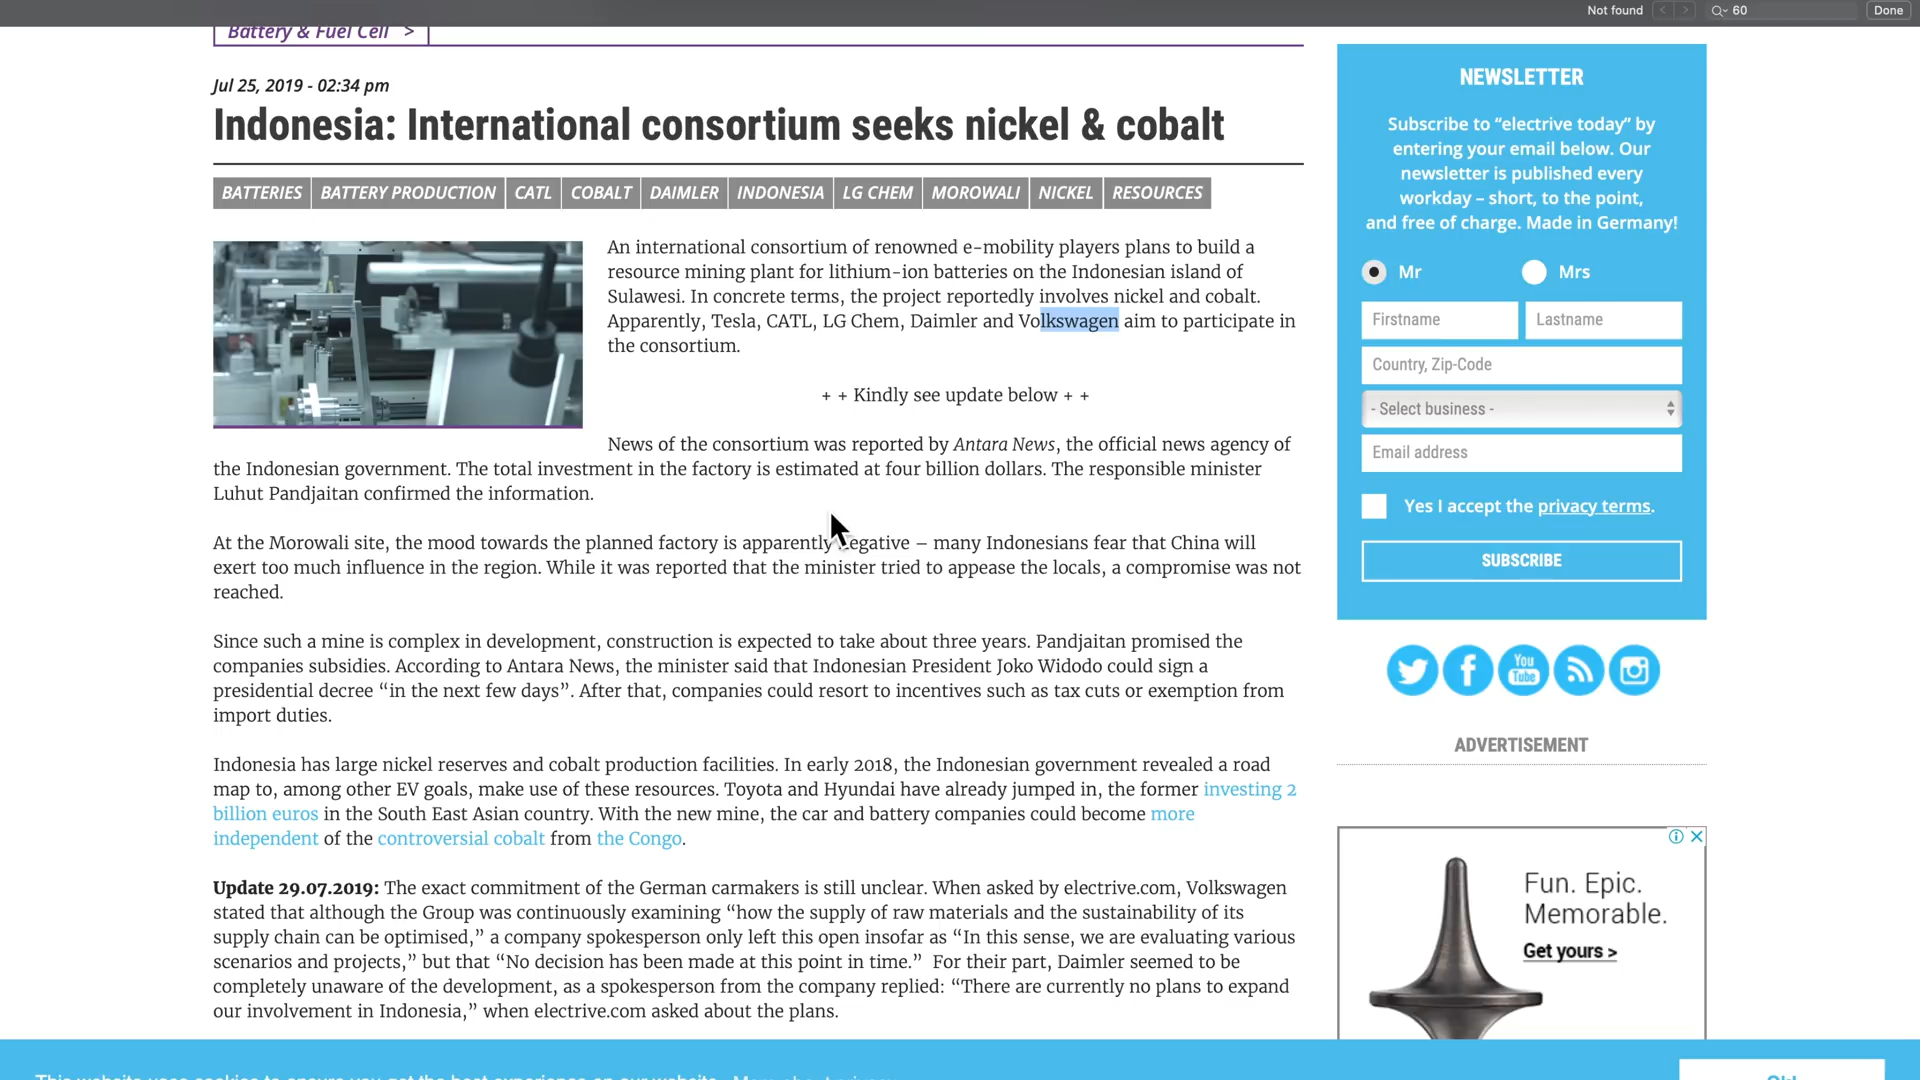 Not found
60
Done
Battery & Fuel Cell >
Jul 25, 2019 - 02:34 pm
Indonesia: International consortium seeks nickel & cobalt
BATTERIES
BATTERY PRODUCTION
CATL
COBALT
DAIMLER
INDONESIA
LG CHEM
MOROWALI
NICKEL
RESOURCES
An international consortium of renowned e-mobility players plans to build a
resource mining plant for lithium-ion batteries on the Indonesian island of
Sulawesi. In concrete terms, the project reportedly involves nickel and cobalt.
Apparently, Tesla, CATL, LG Chem, Daimler and Volkswagen aim to participate in
the consortium.
+ + Kindly see update below + +
News of the consortium was reported by Antara News, the official news agency of
the Indonesian government. The total investment in the factory is estimated at four billion dollars. The responsible minister
Luhut Pandjaitan confirmed the information.
At the Morowali site, the mood towards the planned factory is apparently negative – many Indonesians fear that China will
exert too much influence in the region. While it was reported that the minister tried to appease the locals, a compromise was not
reached.
Since such a mine is complex in development, construction is expected to take about three years. Pandjaitan promised the
companies subsidies. According to Antara News, the minister said that Indonesian President Joko Widodo could sign a
presidential decree “in the next few days”. After that, companies could resort to incentives such as tax cuts or exemption from
import duties.
Indonesia has large nickel reserves and cobalt production facilities. In early 2018, the Indonesian government revealed a road
map to, among other EV goals, make use of these resources. Toyota and Hyundai have already jumped in, the former investing 2
billion euros in the South East Asian country. With the new mine, the car and battery companies could become more
independent of the controversial cobalt from the Congo.
Update 29.07.2019: The exact commitment of the German carmakers is still unclear. When asked by electrive.com, Volkswagen
stated that although the Group was continuously examining “how the supply of raw materials and the sustainability of its
supply chain can be optimised,” a company spokesperson only left this open insofar as “In this sense, we are evaluating various
scenarios and projects,” but that “No decision has been made at this point in time.” For their part, Daimler seemed to be
completely unaware of the development, as a spokesperson from the company replied: “There are currently no plans to expand
our involvement in Indonesia,” when electrive.com asked about the plans.
NEWSLETTER
Subscribe to “electrive today” by
entering your email below. Our
newsletter is published every
workday – short, to the point,
and free of charge. Made in Germany!
Mr
Mrs
Firstname
Lastname
Country, Zip-Code
- Select business -
Email address
Yes I accept the privacy terms.
SUBSCRIBE
You
Tube
ADVERTISEMENT
Fun. Epic.
Memorable.
Get yours >
This website uses cookies to ensure you get the best experience on our website. More about privacy
Ok!